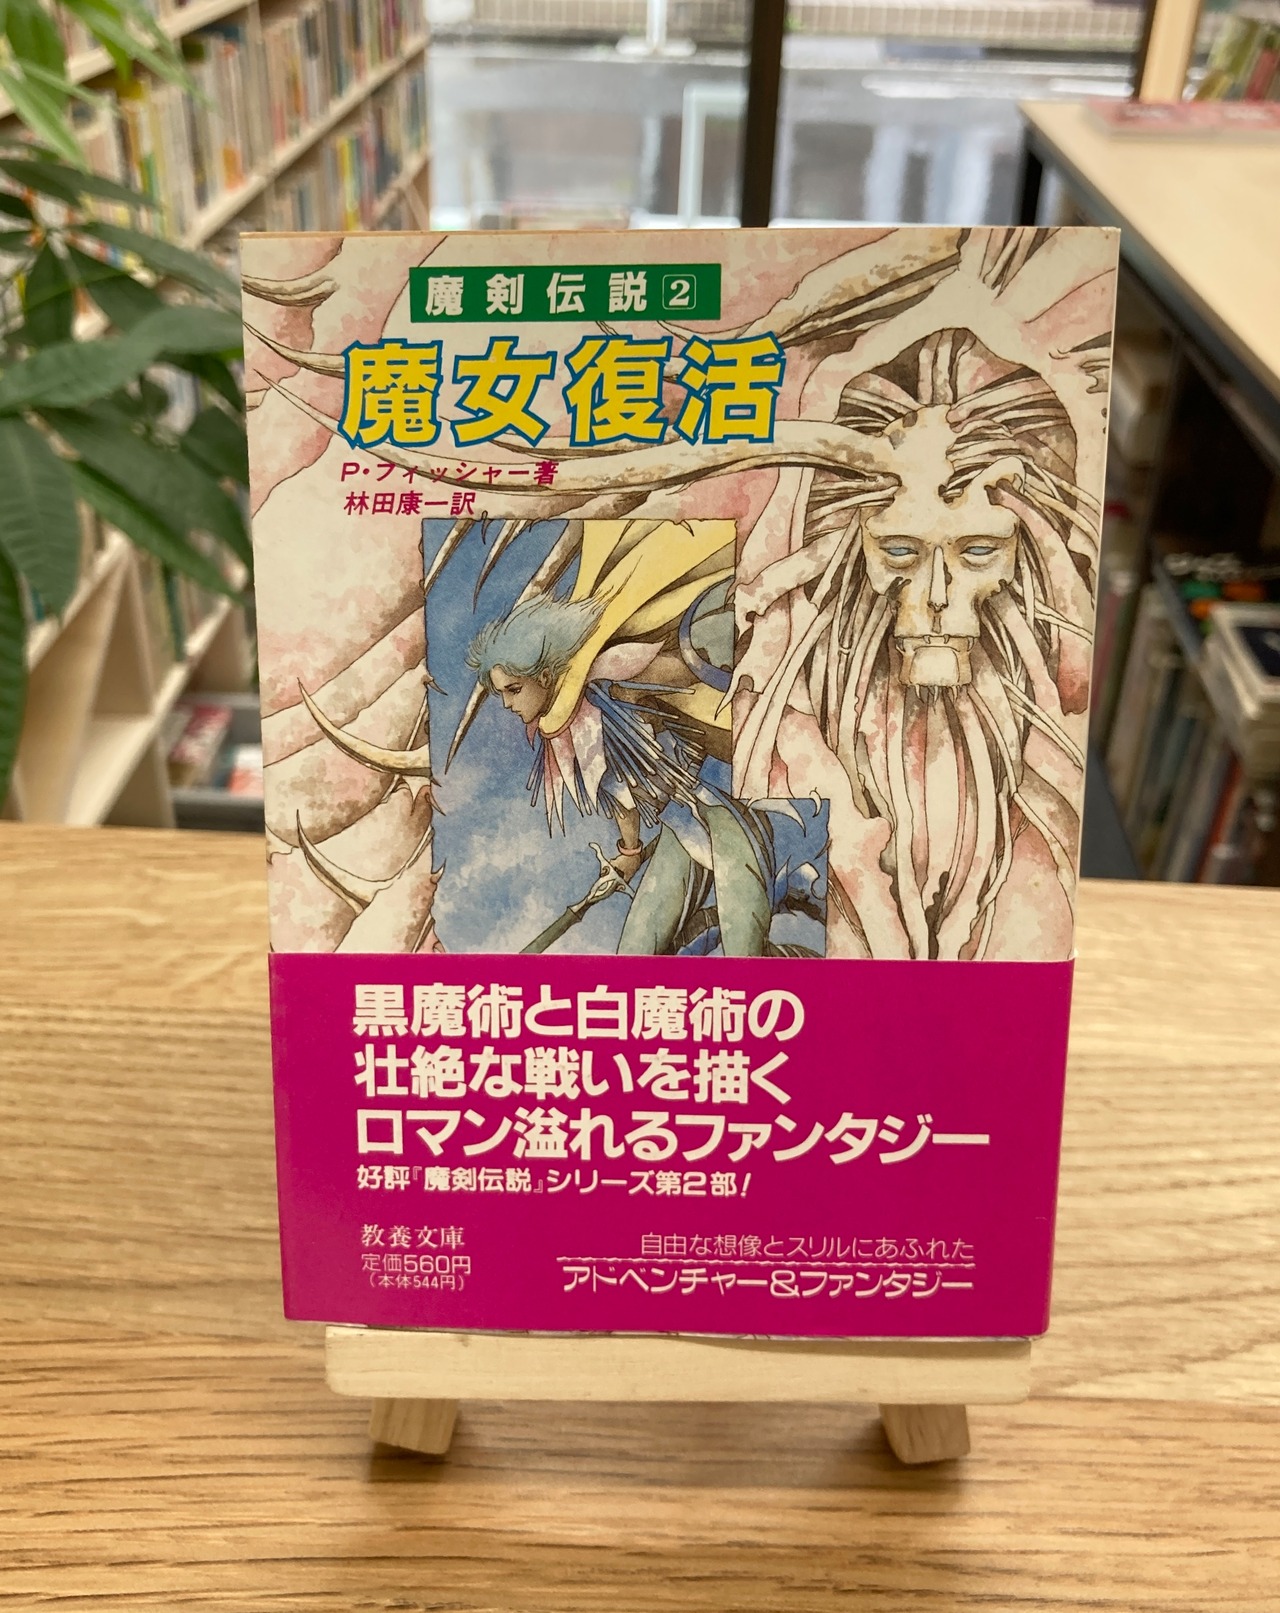 魔剣伝説2
魔女復活
P・フィッシャー著
林田康一訳
黒魔術と白魔術の
壮絶な戦いを描く
ロマン溢れるファンタジー
好評『魔剣伝説』シリーズ第2部！
教養文庫
定価560円
（本体544円）
自由な想像とスリルにあふれた
アドベンチャー&ファンタジー